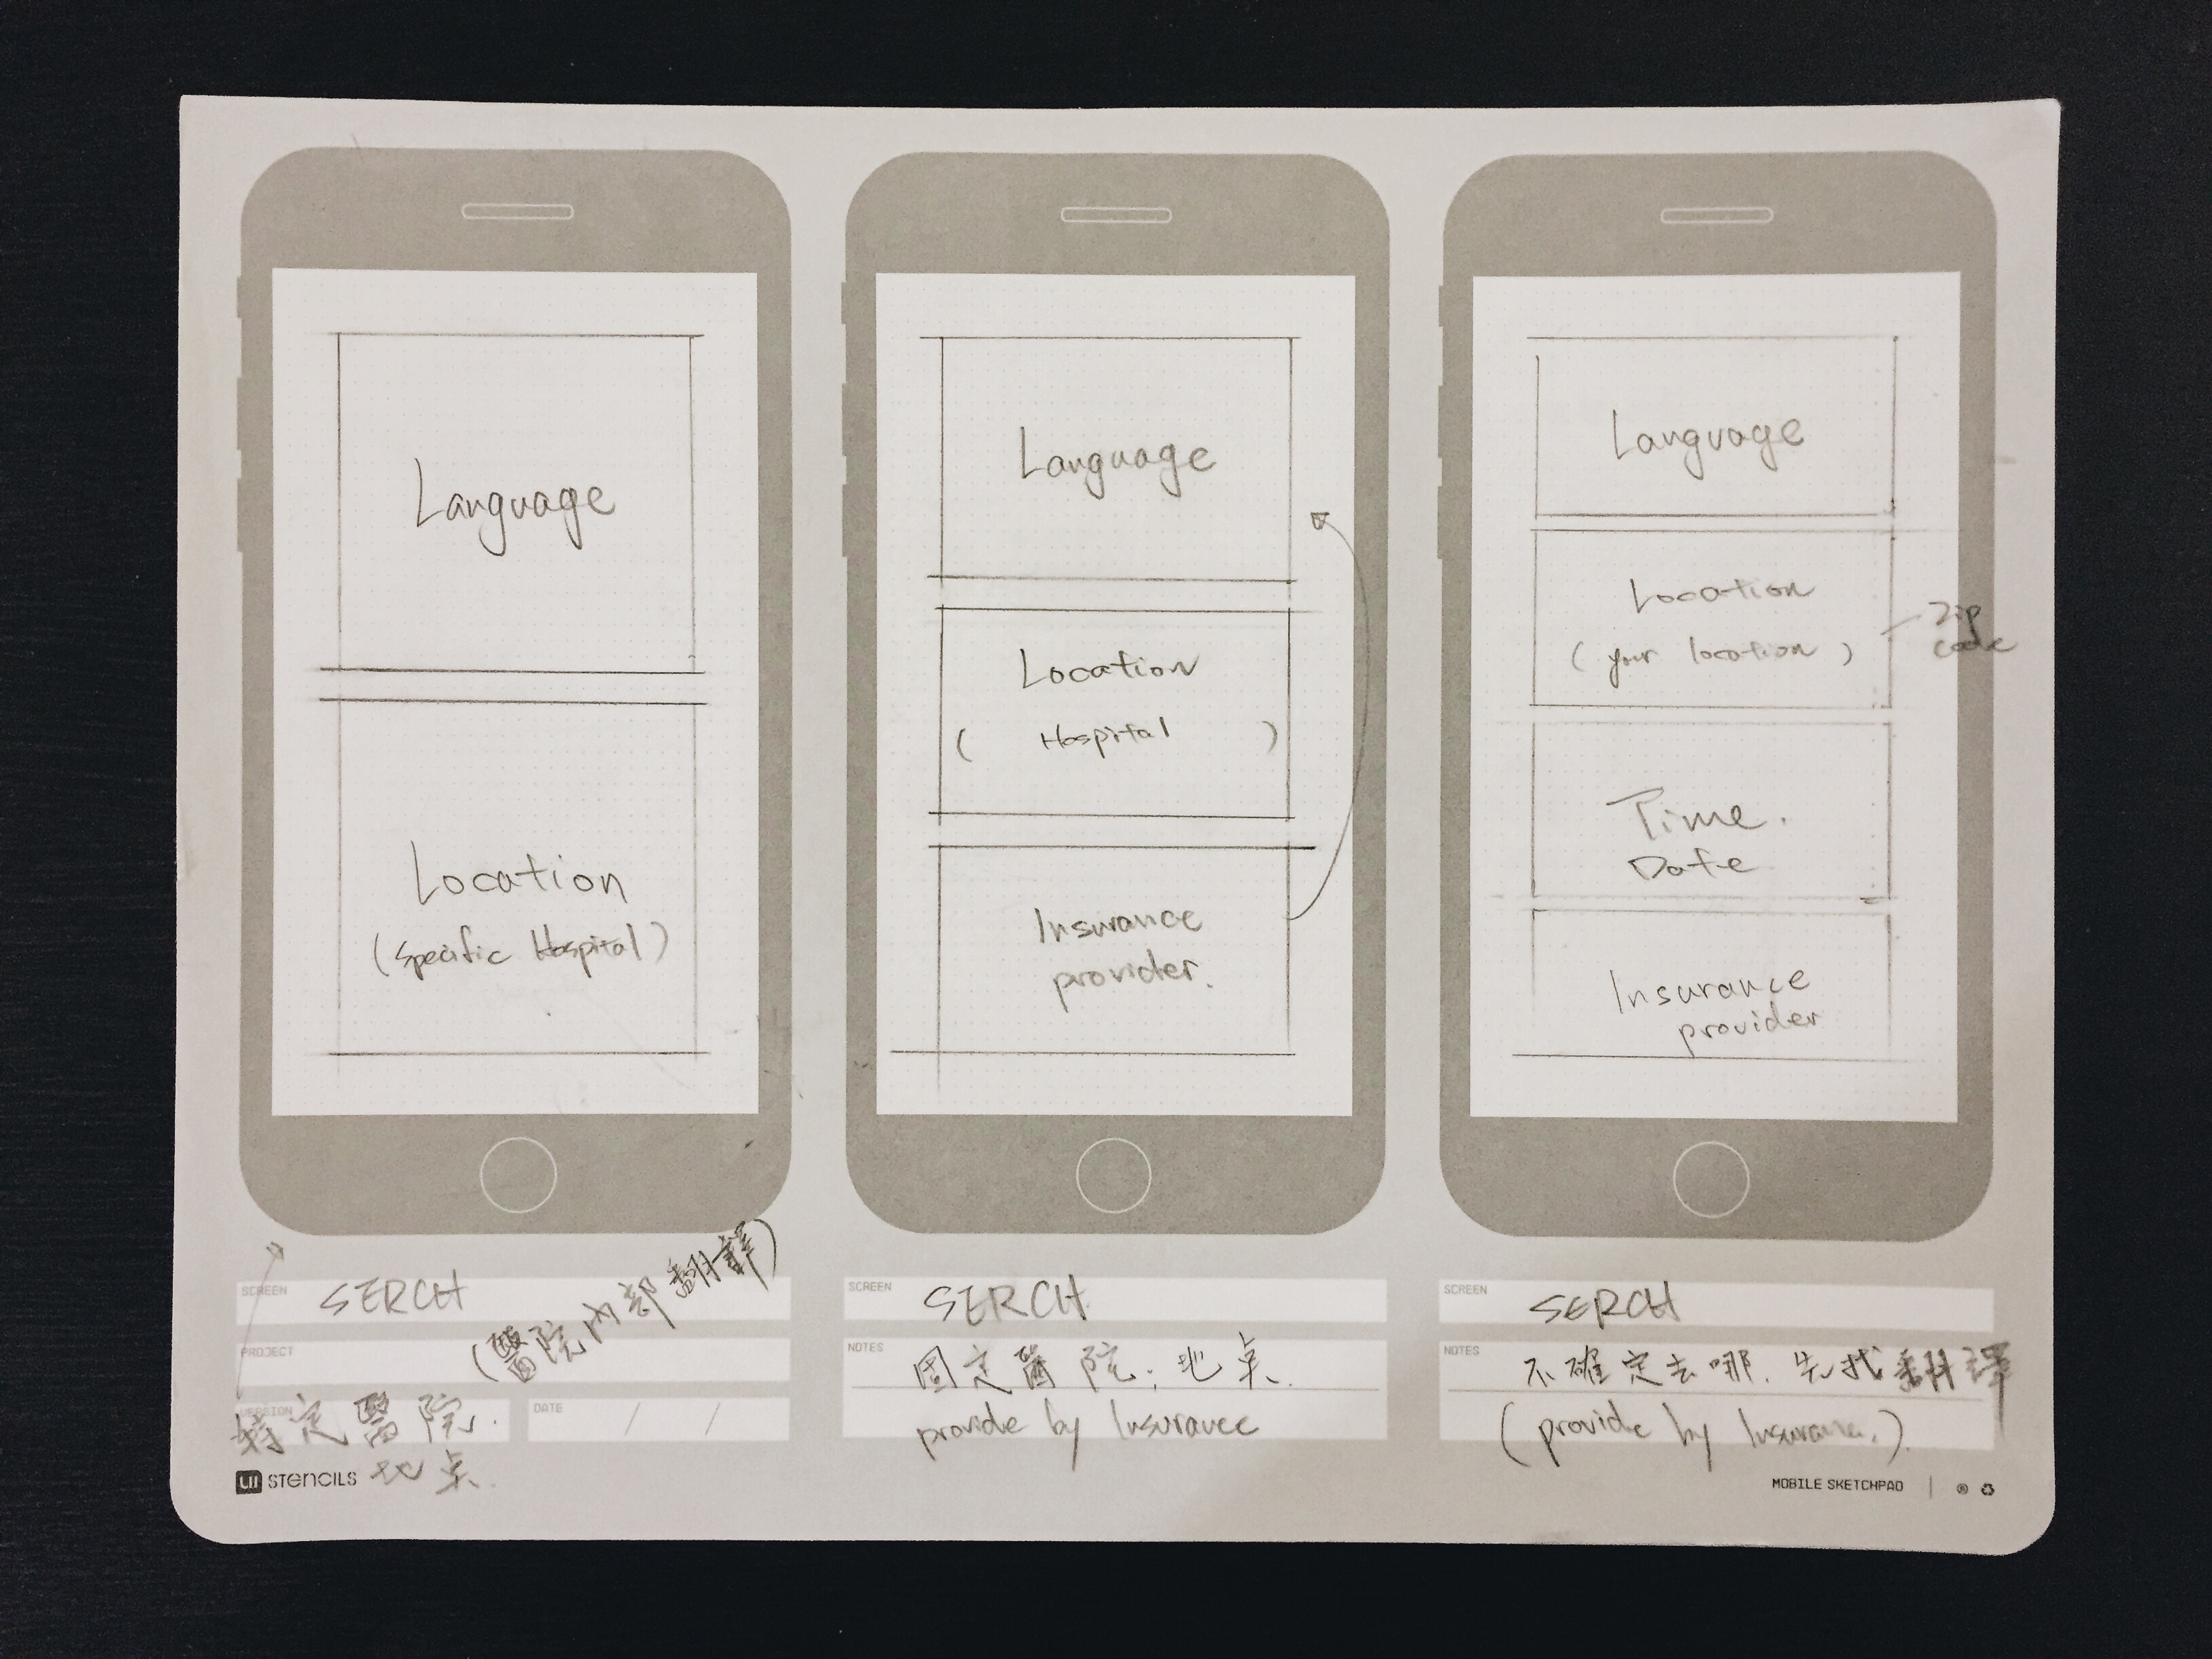 Language
Location
(Specific Hospital)
Language
Location
( Hospital )
Insurance
provider.
Language
Location
( your location )
Zip
code
Time.
Date
Insurance
provider
SCREEN
SERCH
(醫院內部翻譯)
PROJECT
VERSION
特定醫院.
地点.
DATE / /
SCREEN
SERCH
NOTES
固定醫院; 地点.
provide by Insurance
SCREEN
SERCH
NOTES
不確定去哪. 先找翻譯
(provide by Insurance.)
UI STENCILS
MOBILE SKETCHPAD
®